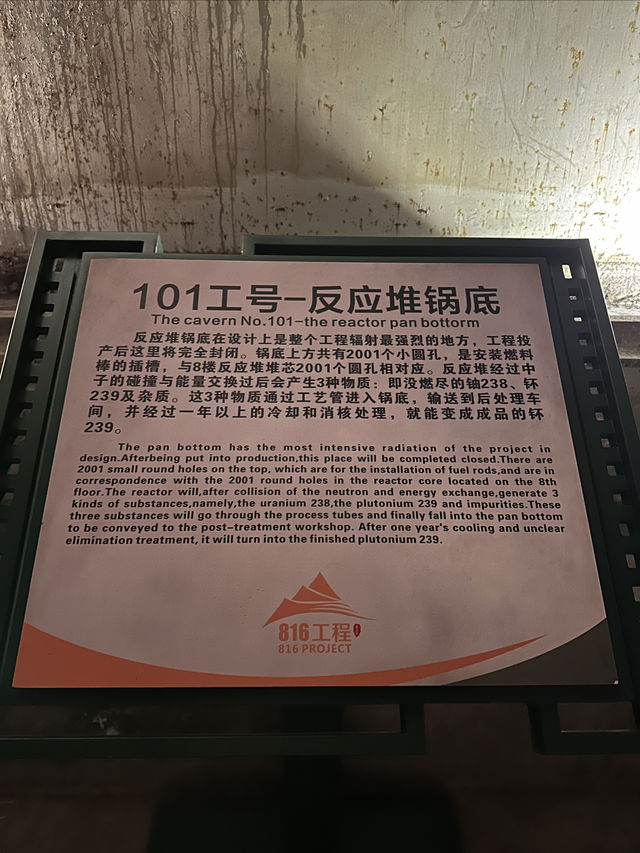 101工号-反应堆锅底
The cavern No.101-the reactor pan bottorm
反应堆锅底在设计上是整个工程辐射最强烈的地方，工程投
产后这里将完全封闭。锅底上方共有2001个小圆孔，是安装燃料
棒的插槽，与8楼反应堆堆芯2001个圆孔相对应。反应堆经过中
子的碰撞与能量交换过后会产生3种物质：即没燃尽的铀238、钚
239及杂质。这3种物质通过工艺管进入锅底，输送到后处理车
间，并经过一年以上的冷却和消核处理，就能变成成品的钚
239。
The pan bottom has the most intensive radiation of the project in
design.Afterbeing put into production,this place will be completed closed.There are
2001 small round holes on the top, which are for the installation of fuel rods,and are in
correspondence with the 2001 round holes in the reactor core located on the 8th
floor.The reactor will,after collision of the neutron and energy exchange,generate 3
kinds of substances,namely,the uranium 238,the plutonium 239 and impurities.These
three substances will go through the process tubes and finally fall into the pan bottom
to be conveyed to the post-treatment workshop. After one year's cooling and unclear
elimination treatment, it will turn into the finished plutonium 239.
816工程
816 PROJECT